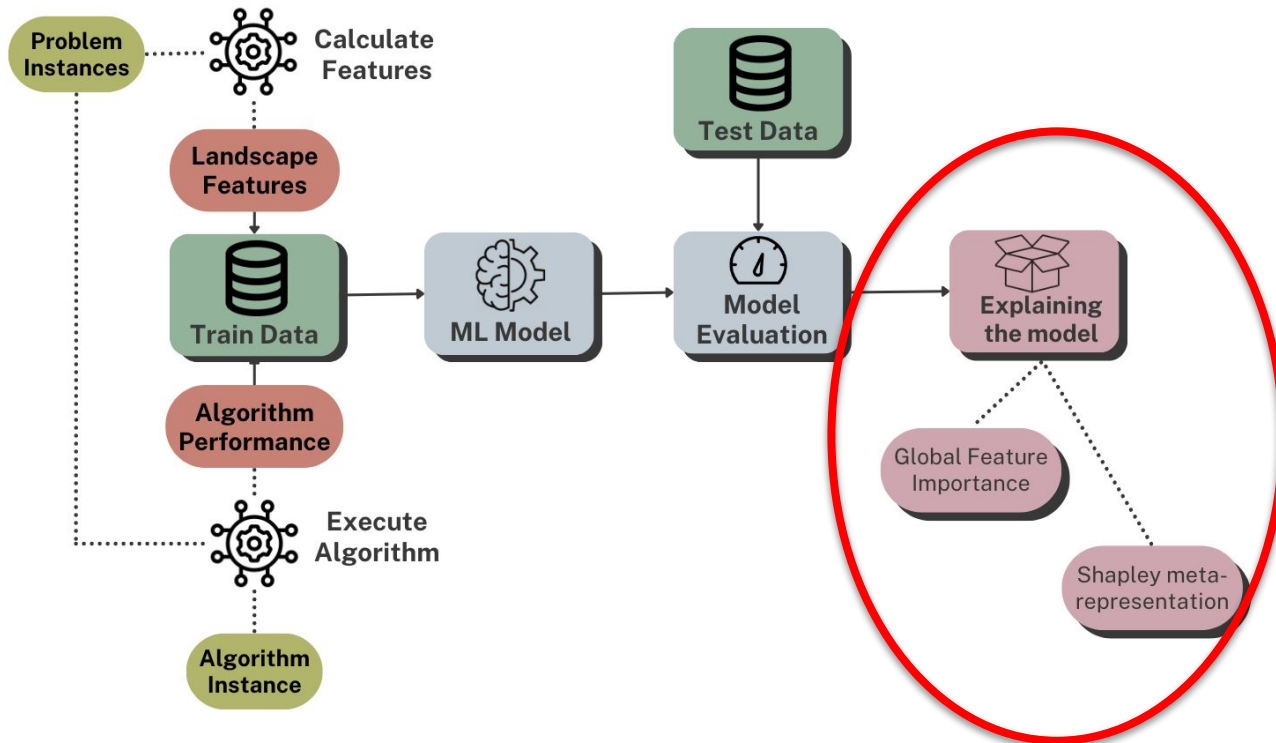 Problem
Instances
Calculate
Features
Landscape
Features
Test Data
Train Data
ML Model
Model
Evaluation
Explaining
the model
Algorithm
Performance
Global Feature
Importance
Execute
Algorithm
Shapley meta-
representation
Algorithm
Instance